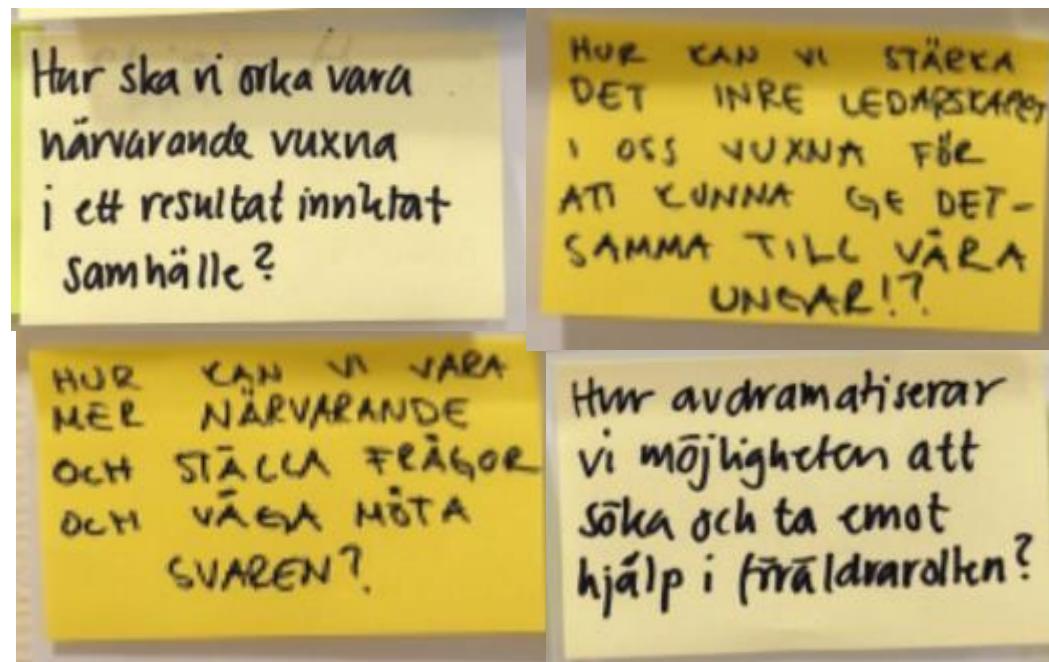 Hur ska vi orka vara
närvarande vuxna
i ett resultat inriktat
samhälle?
HUR KAN VI STÄRKA
DET INRE LEDARSKAPET
I OSS VUXNA FÖR
ATT KUNNA GE DET-
SAMMA TILL VÅRA
UNGAR!?
HUR KAN VI VARA
MER NÄRVARANDE
OCH STÄLLA FRÅGOR
OCH VÅGA MÖTA
SVAREN?
Hur avdramatiserar
vi möjligheten att
söka och ta emot
hjälp i föräldrarollen?